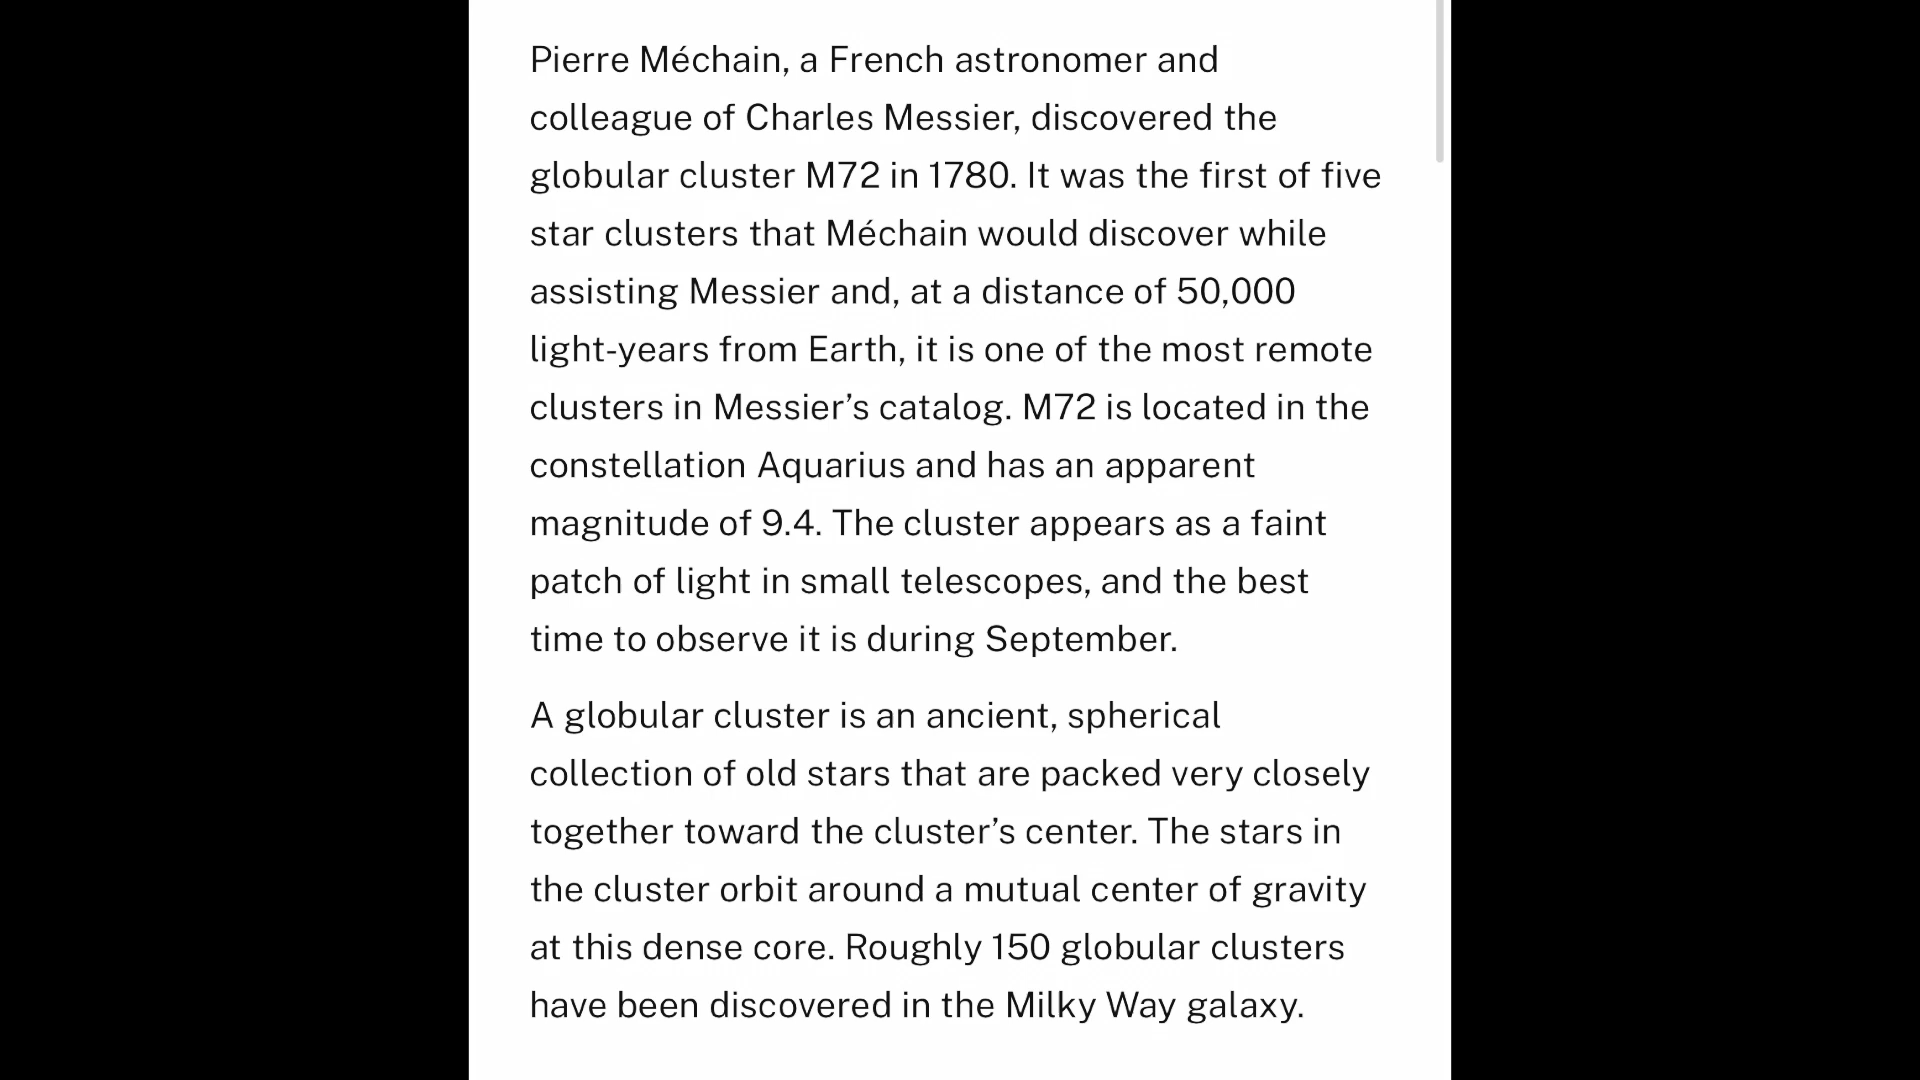 Pierre Méchain, a French astronomer and
colleague of Charles Messier, discovered the
globular cluster M72 in 1780. It was the first of five
star clusters that Méchain would discover while
assisting Messier and, at a distance of 50,000
light-years from Earth, it is one of the most remote
clusters in Messier’s catalog. M72 is located in the
constellation Aquarius and has an apparent
magnitude of 9.4. The cluster appears as a faint
patch of light in small telescopes, and the best
time to observe it is during September.
A globular cluster is an ancient, spherical
collection of old stars that are packed very closely
together toward the cluster’s center. The stars in
the cluster orbit around a mutual center of gravity
at this dense core. Roughly 150 globular clusters
have been discovered in the Milky Way galaxy.